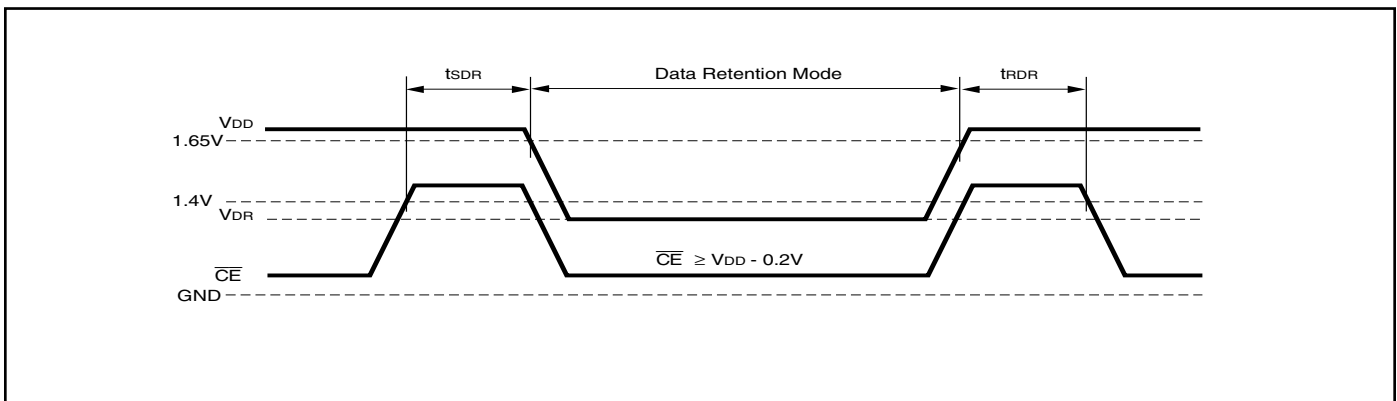 tSDR Data Retention Mode tRDR
VDD
1.65V
1.4V
VDR
CE ≥ VDD - 0.2V
CE
GND